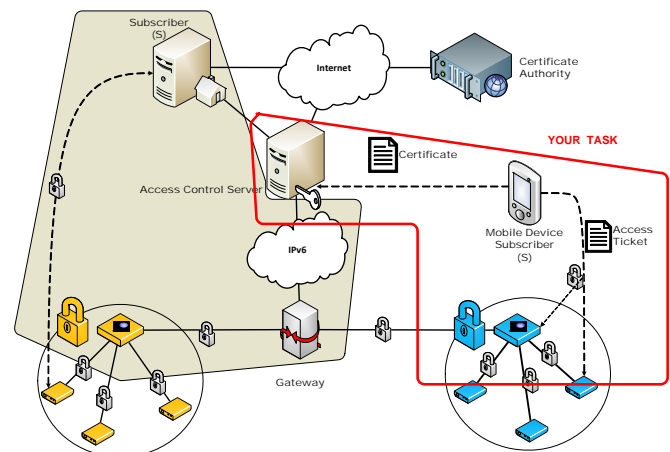 Subscriber
(S)
Internet
Certificate
Authority
YOUR TASK
Certificate
Access Control Server
Mobile Device
Subscriber
(S)
Access
Ticket
IPv6
Gateway